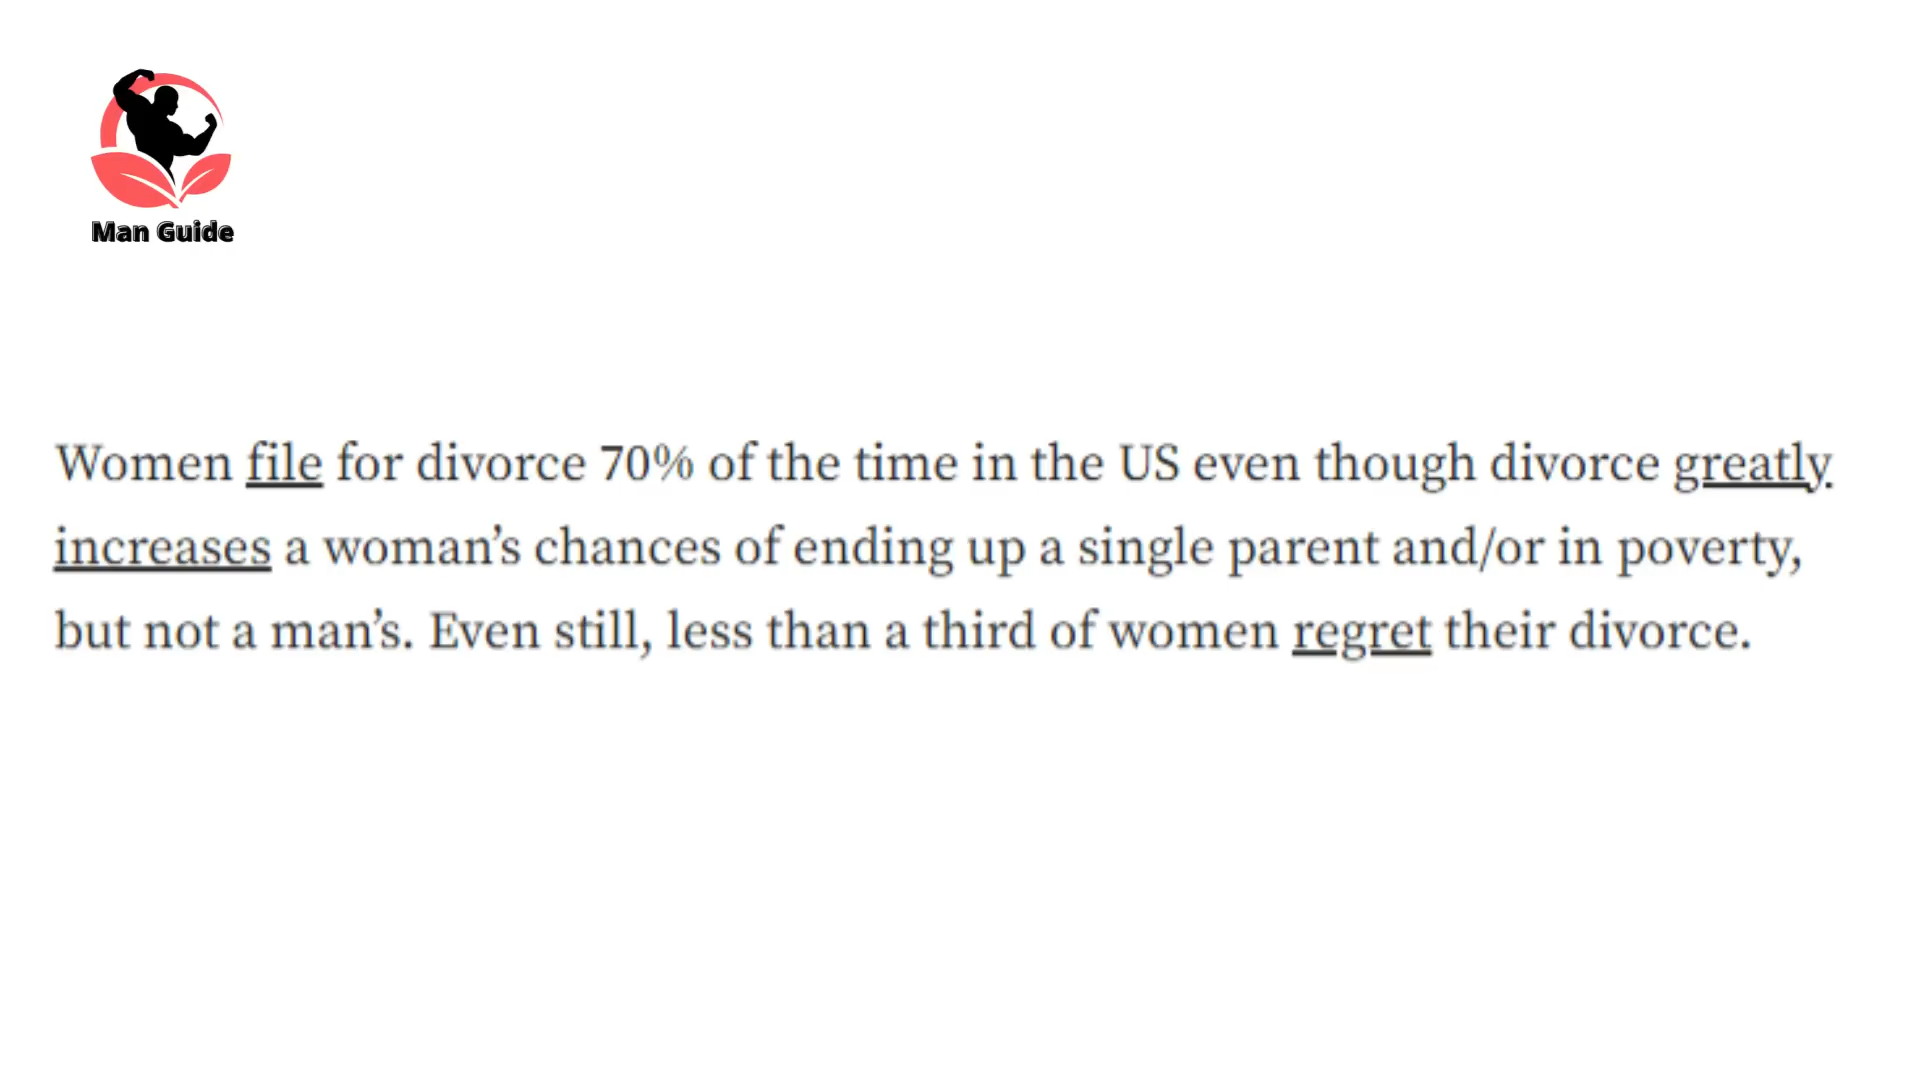 Man Guide
Women file for divorce 70% of the time in the US even though divorce greatly
increases a woman’s chances of ending up a single parent and/or in poverty,
but not a man’s. Even still, less than a third of women regret their divorce.